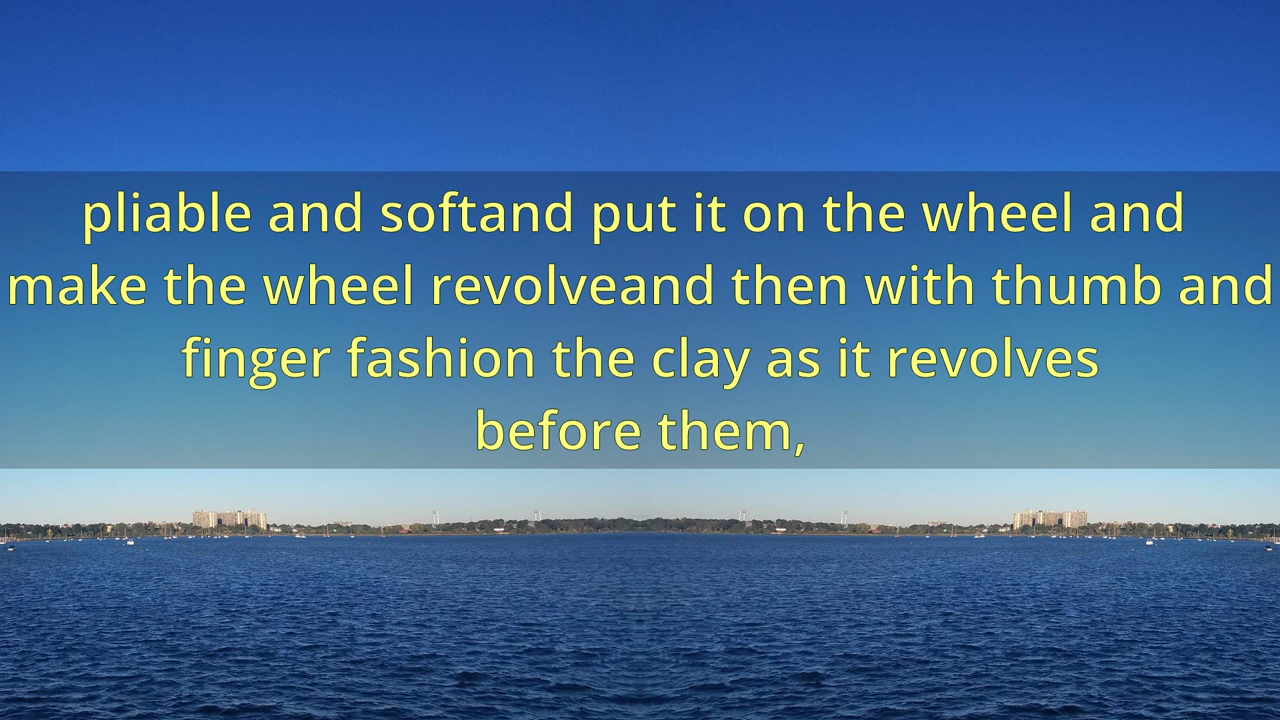 pliable and softand put it on the wheel and
make the wheel revolveand then with thumb and
finger fashion the clay as it revolves
before them,